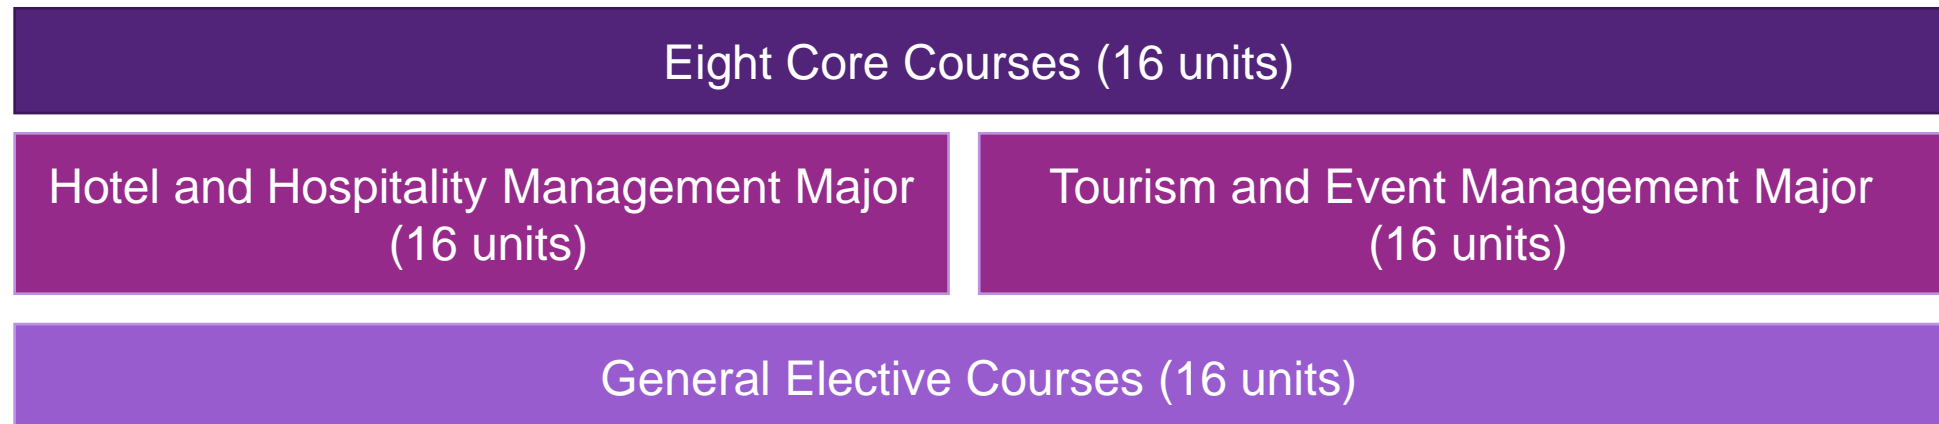 Eight Core Courses (16 units)
Hotel and Hospitality Management Major
(16 units)
Tourism and Event Management Major
(16 units)
General Elective Courses (16 units)